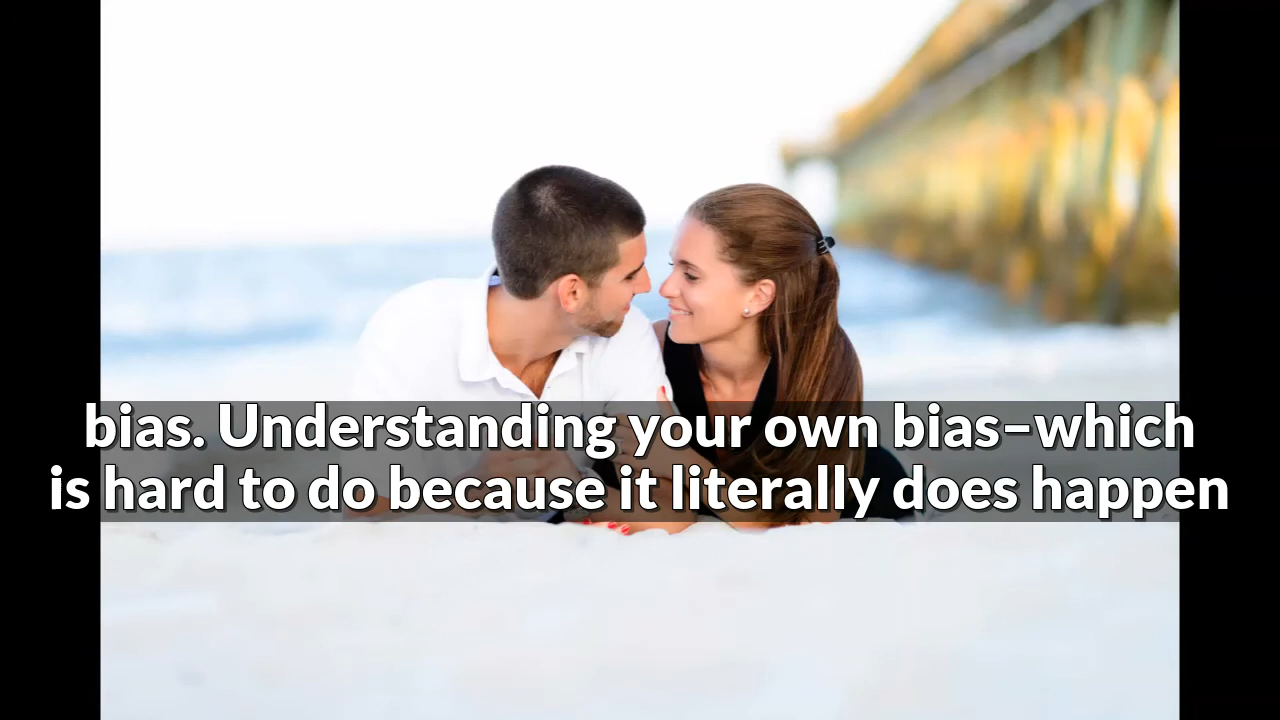 bias. Understanding your own bias–which
is hard to do because it literally does happen